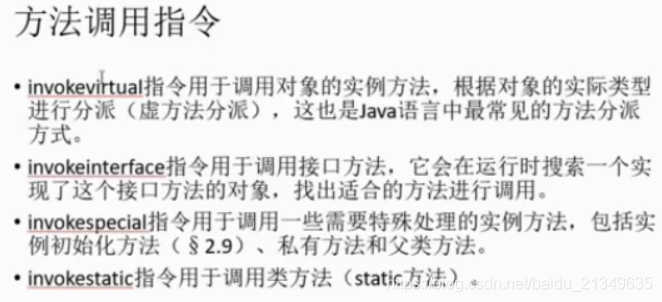 方法调用指令
• invokevirtual指令用于调用对象的实例方法，根据对象的实际类型
进行分派（虚方法分派），这也是Java语言中最常见的方法分派
方式。
• invokeinterface指令用于调用接口方法，它会在运行时搜索一个实
现了这个接口方法的对象，找出适合的方法进行调用。
• invokespecial指令用于调用一些需要特殊处理的实例方法，包括实
例初始化方法（§2.9）、私有方法和父类方法。
• invokestatic指令用于调用类方法（static方法）。
https://blog.csdn.net/baidu_21349635